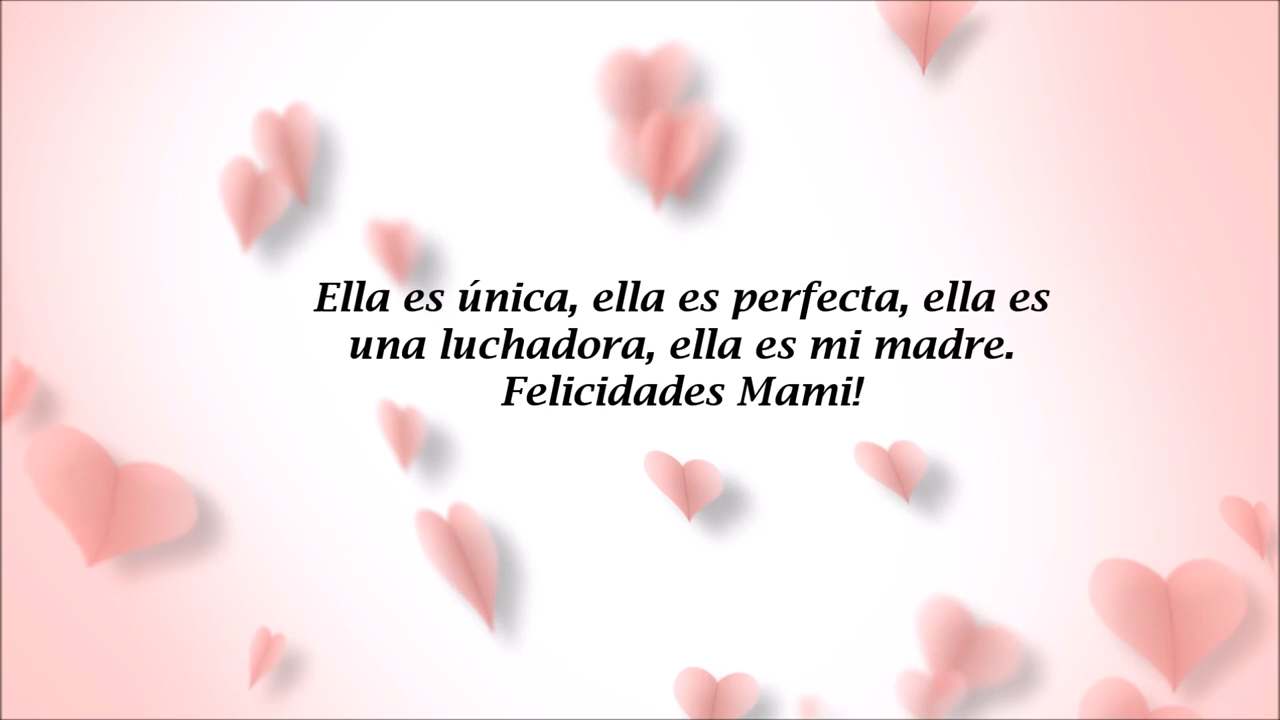 Ella es única, ella es perfecta, ella es
una luchadora, ella es mi madre.
Felicidades Mami!